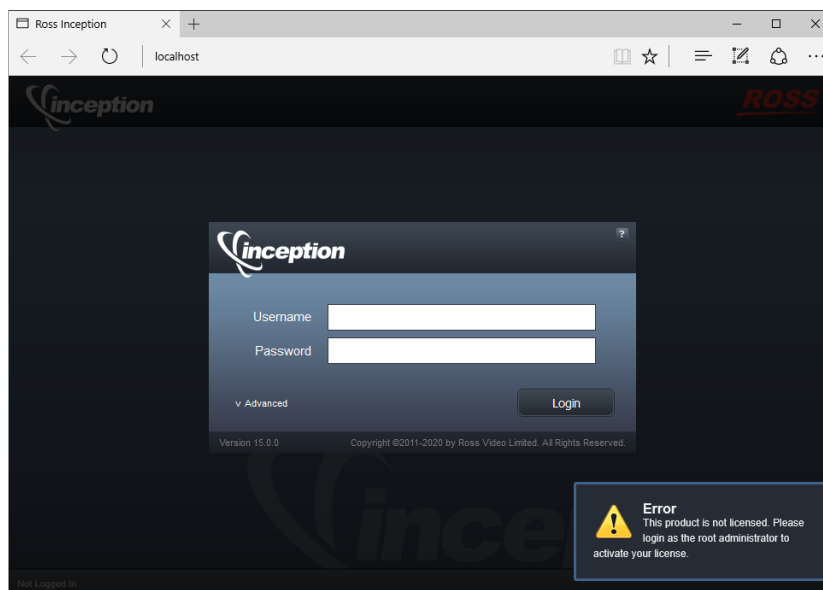 Ross Inception
localhost
inception
ROSS
inception
?
Username
Password
v Advanced
Login
Version 15.0.0 Copyright ©2011-2020 by Ross Video Limited. All Rights Reserved.
Error
This product is not licensed. Please
login as the root administrator to
activate your license.
ince
Not Logged In